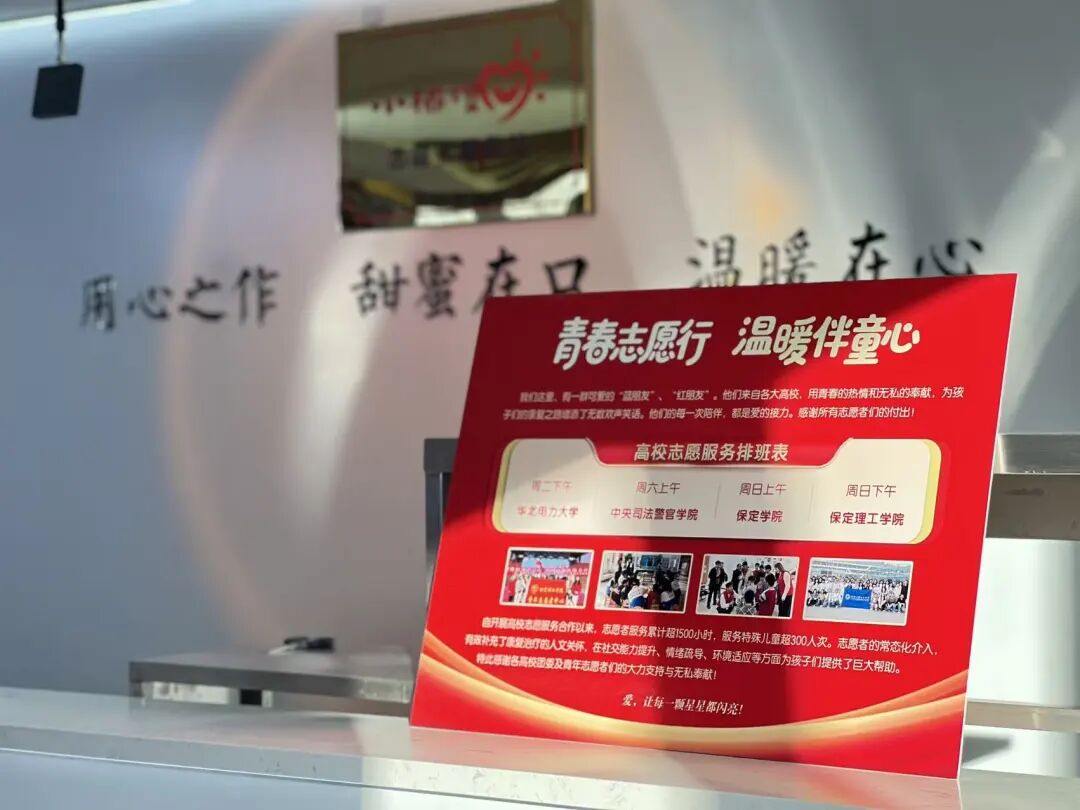 用心之作 甜蜜在口 温暖在心
青春志愿行 温暖伴童心
我们这里，有一群可爱的“蓝朋友”、“红朋友”。他们来自各大高校，用青春的热情和无私的奉献，为孩
子们的康复之路增添了无数欢声笑语。他们的每一次陪伴，都是爱的接力。感谢所有志愿者们的付出！
高校志愿服务排班表
周二下午 周六上午 周日上午 周日下午
华北电力大学 中央司法警官学院 保定学院 保定理工学院
自开展高校志愿服务合作以来，志愿者服务累计超1500小时，服务特殊儿童超300人次。志愿者的常态化介入，
有效补充了康复治疗的人文关怀，在社交能力提升、情绪疏导、环境适应等方面为孩子们提供了巨大帮助。
特此感谢各高校团委及青年志愿者们的大力支持与无私奉献！
爱，让每一颗星星都闪亮！